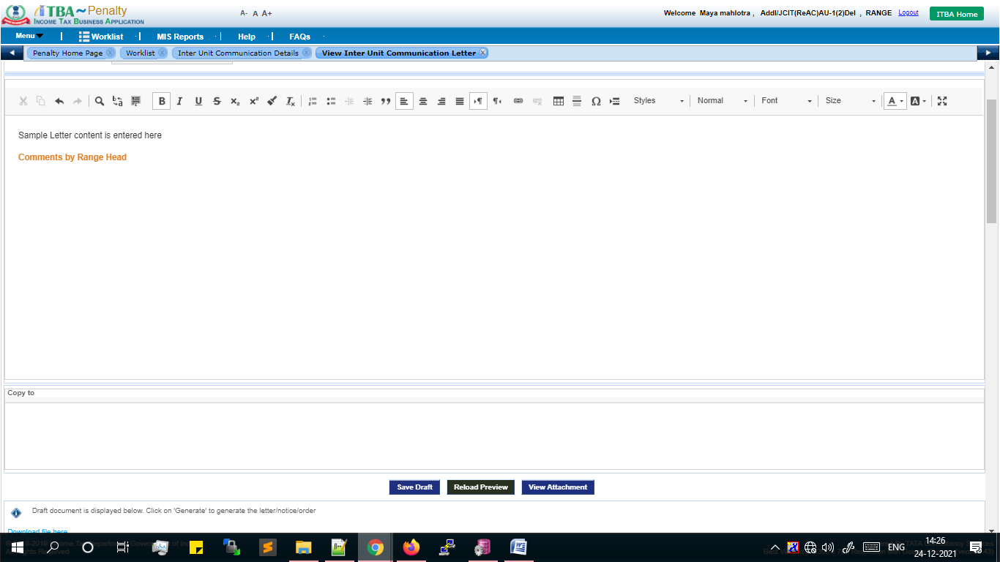 iTBA ~ Penalty
INCOME TAX BUSINESS APPLICATION
A- A A+
Welcome Maya mahlotra , Addl/JCIT(ReAC)AU-1(2)Del , RANGE Logout ITBA Home
Menu Worklist MIS Reports Help FAQs
Penalty Home Page Worklist Inter Unit Communication Details View Inter Unit Communication Letter
Styles Normal Font Size
Sample Letter content is entered here
Comments by Range Head
Copy to
Save Draft Reload Preview View Attachment
Draft document is displayed below. Click on 'Generate' to generate the letter/notice/order
Download file here
ENG
14:26
24-12-2021